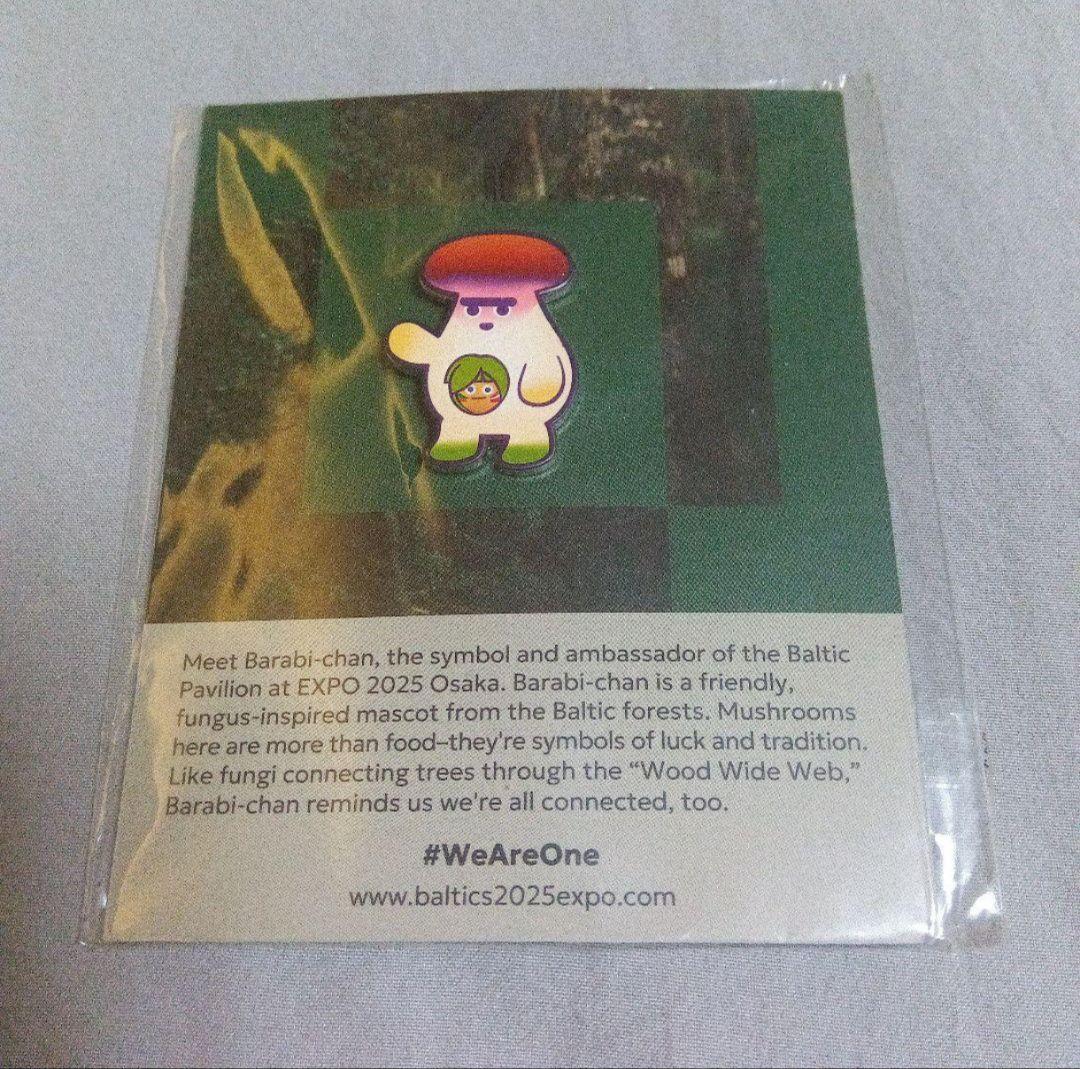 Meet Barabi-chan, the symbol and ambassador of the Baltic
Pavilion at EXPO 2025 Osaka. Barabi-chan is a friendly,
fungus-inspired mascot from the Baltic forests. Mushrooms
here are more than food–they're symbols of luck and tradition.
Like fungi connecting trees through the “Wood Wide Web,”
Barabi-chan reminds us we're all connected, too.
#WeAreOne
www.baltics2025expo.com